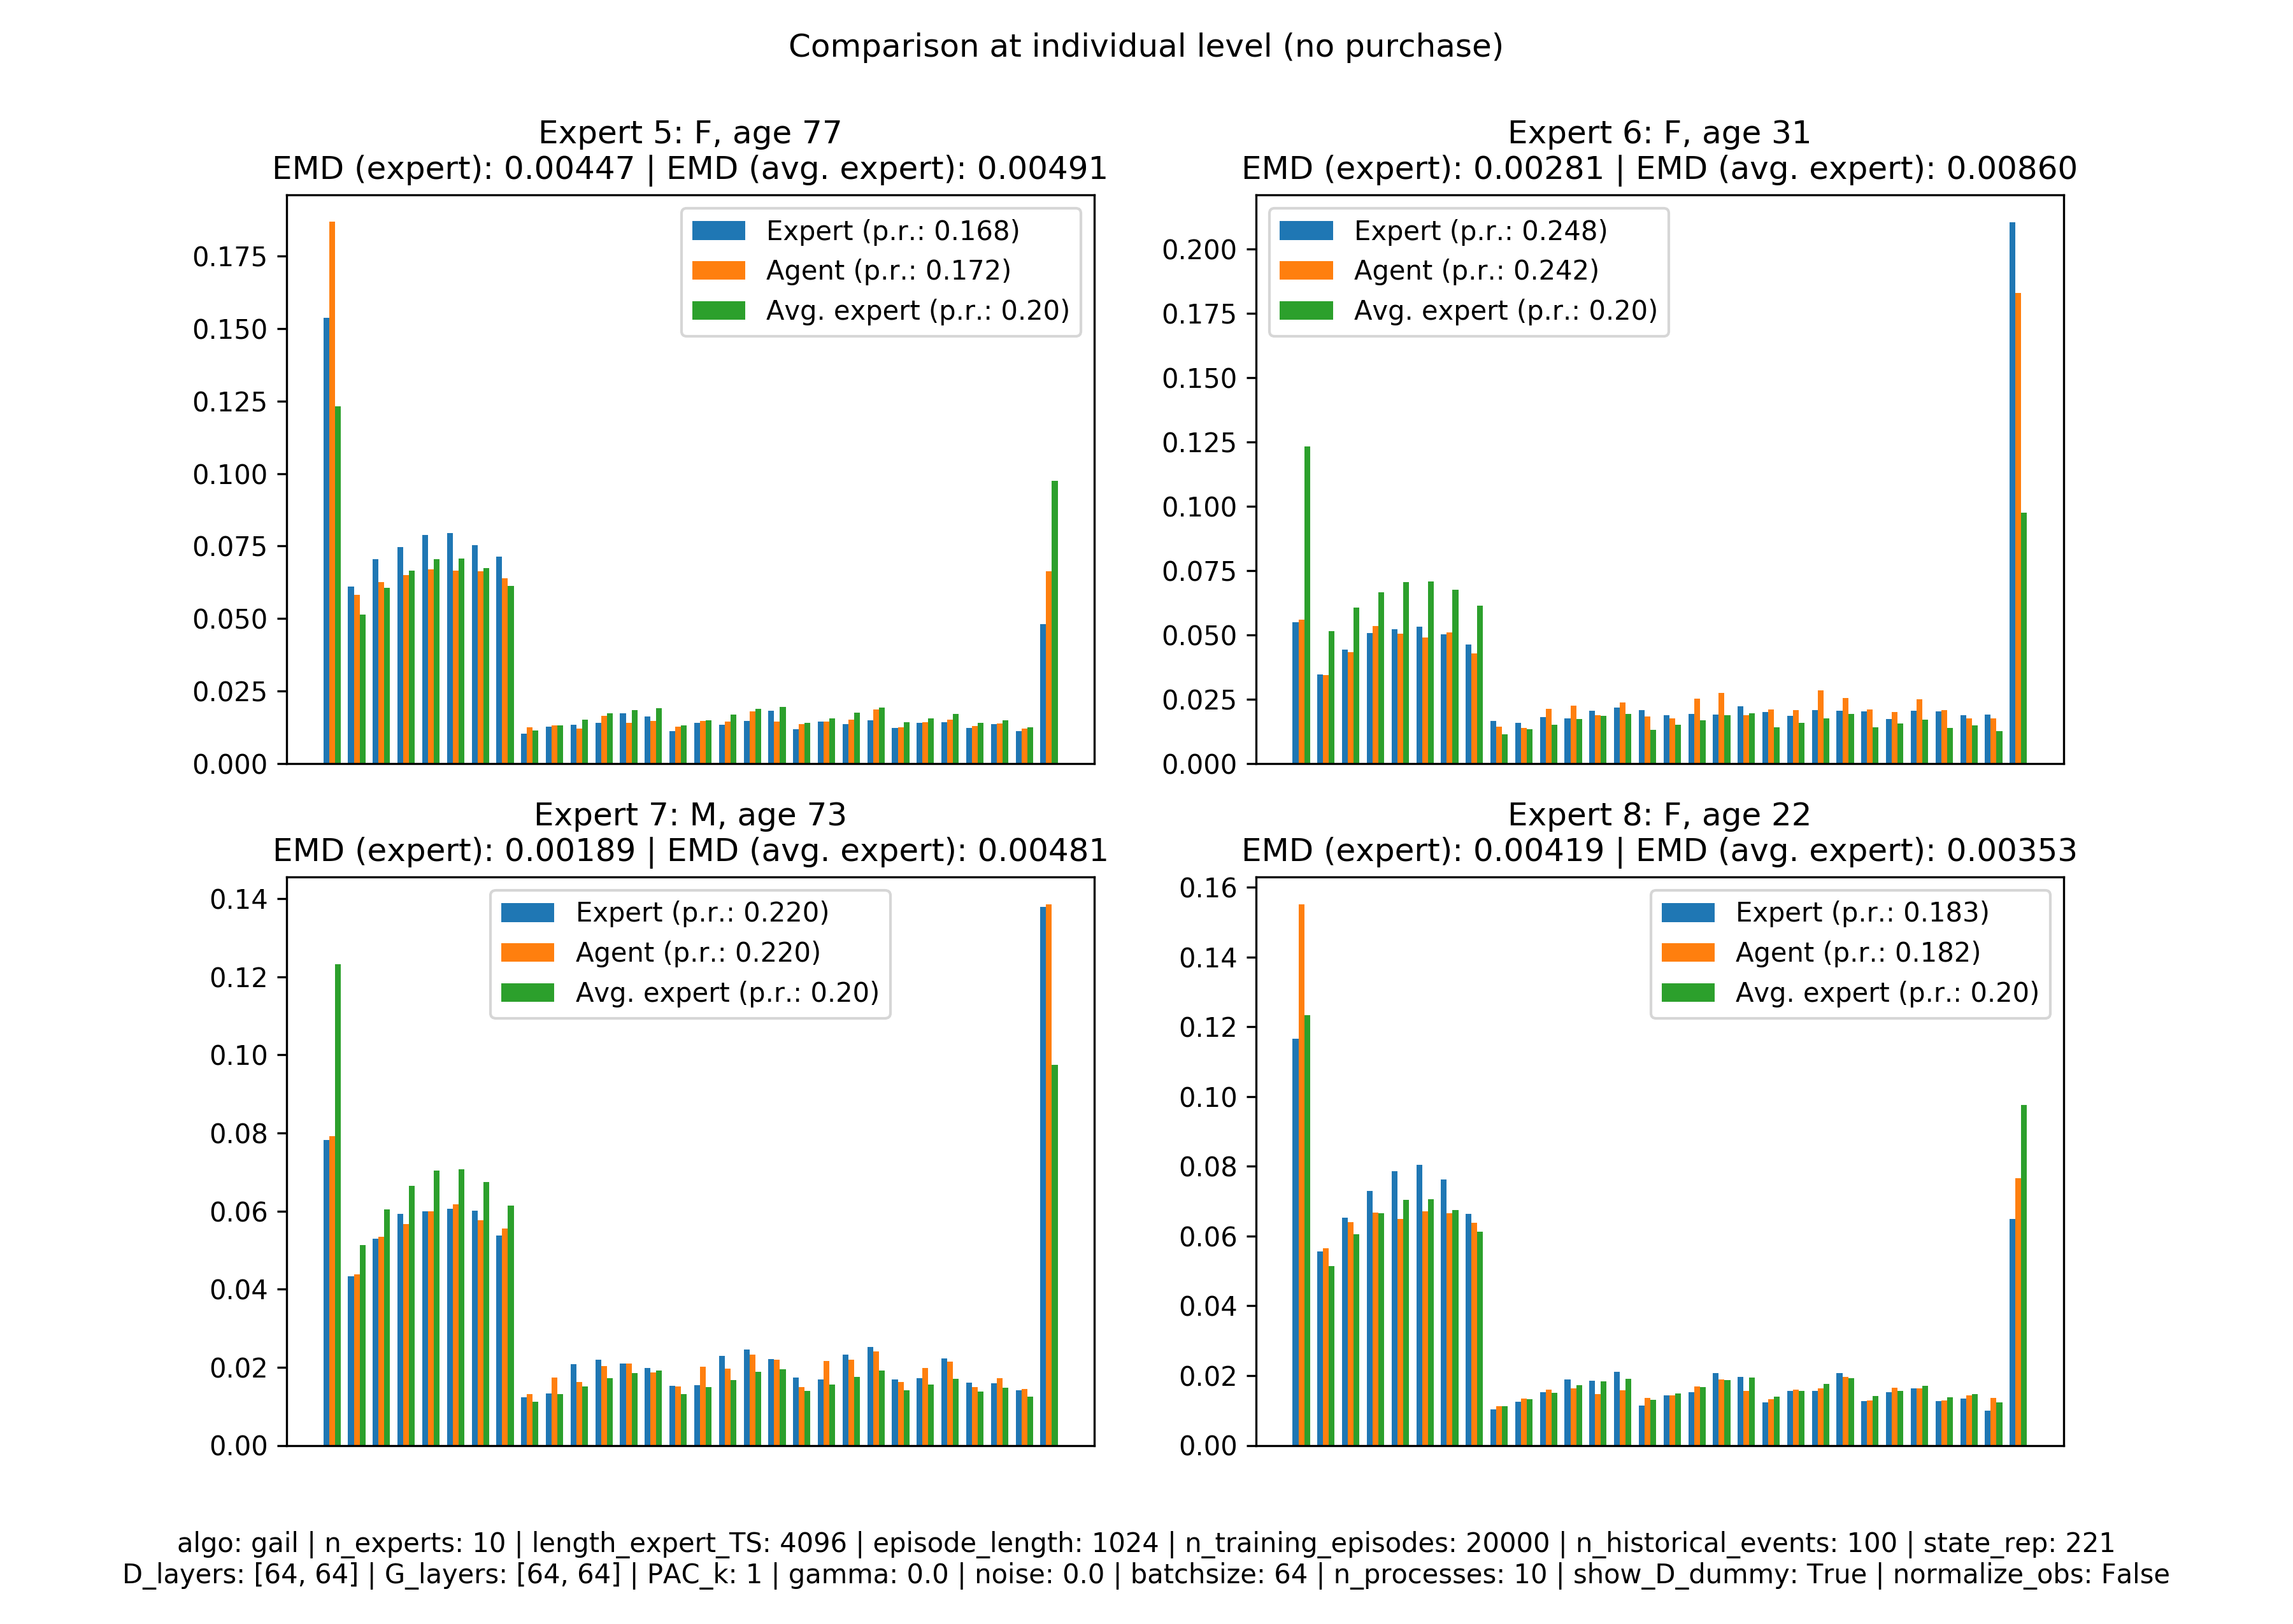 Comparison at individual level (no purchase)
Expert 5: F, age 77
EMD (expert): 0.00447 | EMD (avg. expert): 0.00491
Expert (p.r.: 0.168)
Agent (p.r.: 0.172)
Avg. expert (p.r.: 0.20)
0.175
0.150
0.125
0.100
0.075
0.050
0.025
0.000
Expert 6: F, age 31
EMD (expert): 0.00281 | EMD (avg. expert): 0.00860
Expert (p.r.: 0.248)
Agent (p.r.: 0.242)
Avg. expert (p.r.: 0.20)
0.200
0.175
0.150
0.125
0.100
0.075
0.050
0.025
0.000
Expert 7: M, age 73
EMD (expert): 0.00189 | EMD (avg. expert): 0.00481
Expert (p.r.: 0.220)
Agent (p.r.: 0.220)
Avg. expert (p.r.: 0.20)
0.14
0.12
0.10
0.08
0.06
0.04
0.02
0.00
Expert 8: F, age 22
EMD (expert): 0.00419 | EMD (avg. expert): 0.00353
Expert (p.r.: 0.183)
Agent (p.r.: 0.182)
Avg. expert (p.r.: 0.20)
0.16
0.14
0.12
0.10
0.08
0.06
0.04
0.02
0.00
algo: gail | n_experts: 10 | length_expert_TS: 4096 | episode_length: 1024 | n_training_episodes: 20000 | n_historical_events: 100 | state_rep: 221
D_layers: [64, 64] | G_layers: [64, 64] | PAC_k: 1 | gamma: 0.0 | noise: 0.0 | batchsize: 64 | n_processes: 10 | show_D_dummy: True | normalize_obs: False